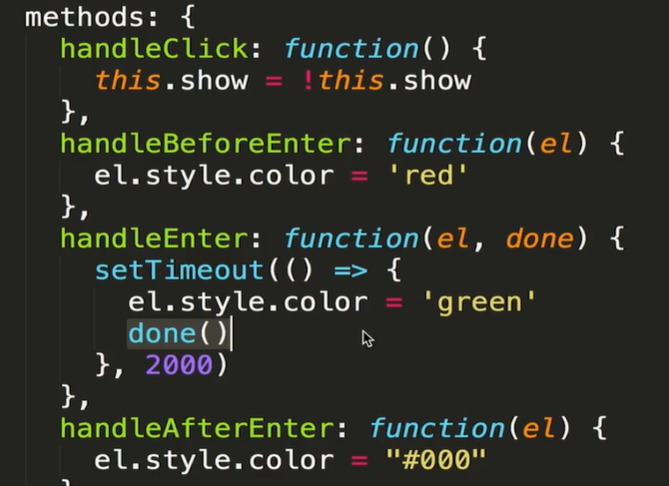 methods: {
handleClick: function() {
this.show = !this.show
},
handleBeforeEnter: function(el) {
el.style.color = 'red'
},
handleEnter: function(el, done) {
setTimeout(() => {
el.style.color = 'green'
done()
}, 2000)
},
handleAfterEnter: function(el) {
el.style.color = "#000"